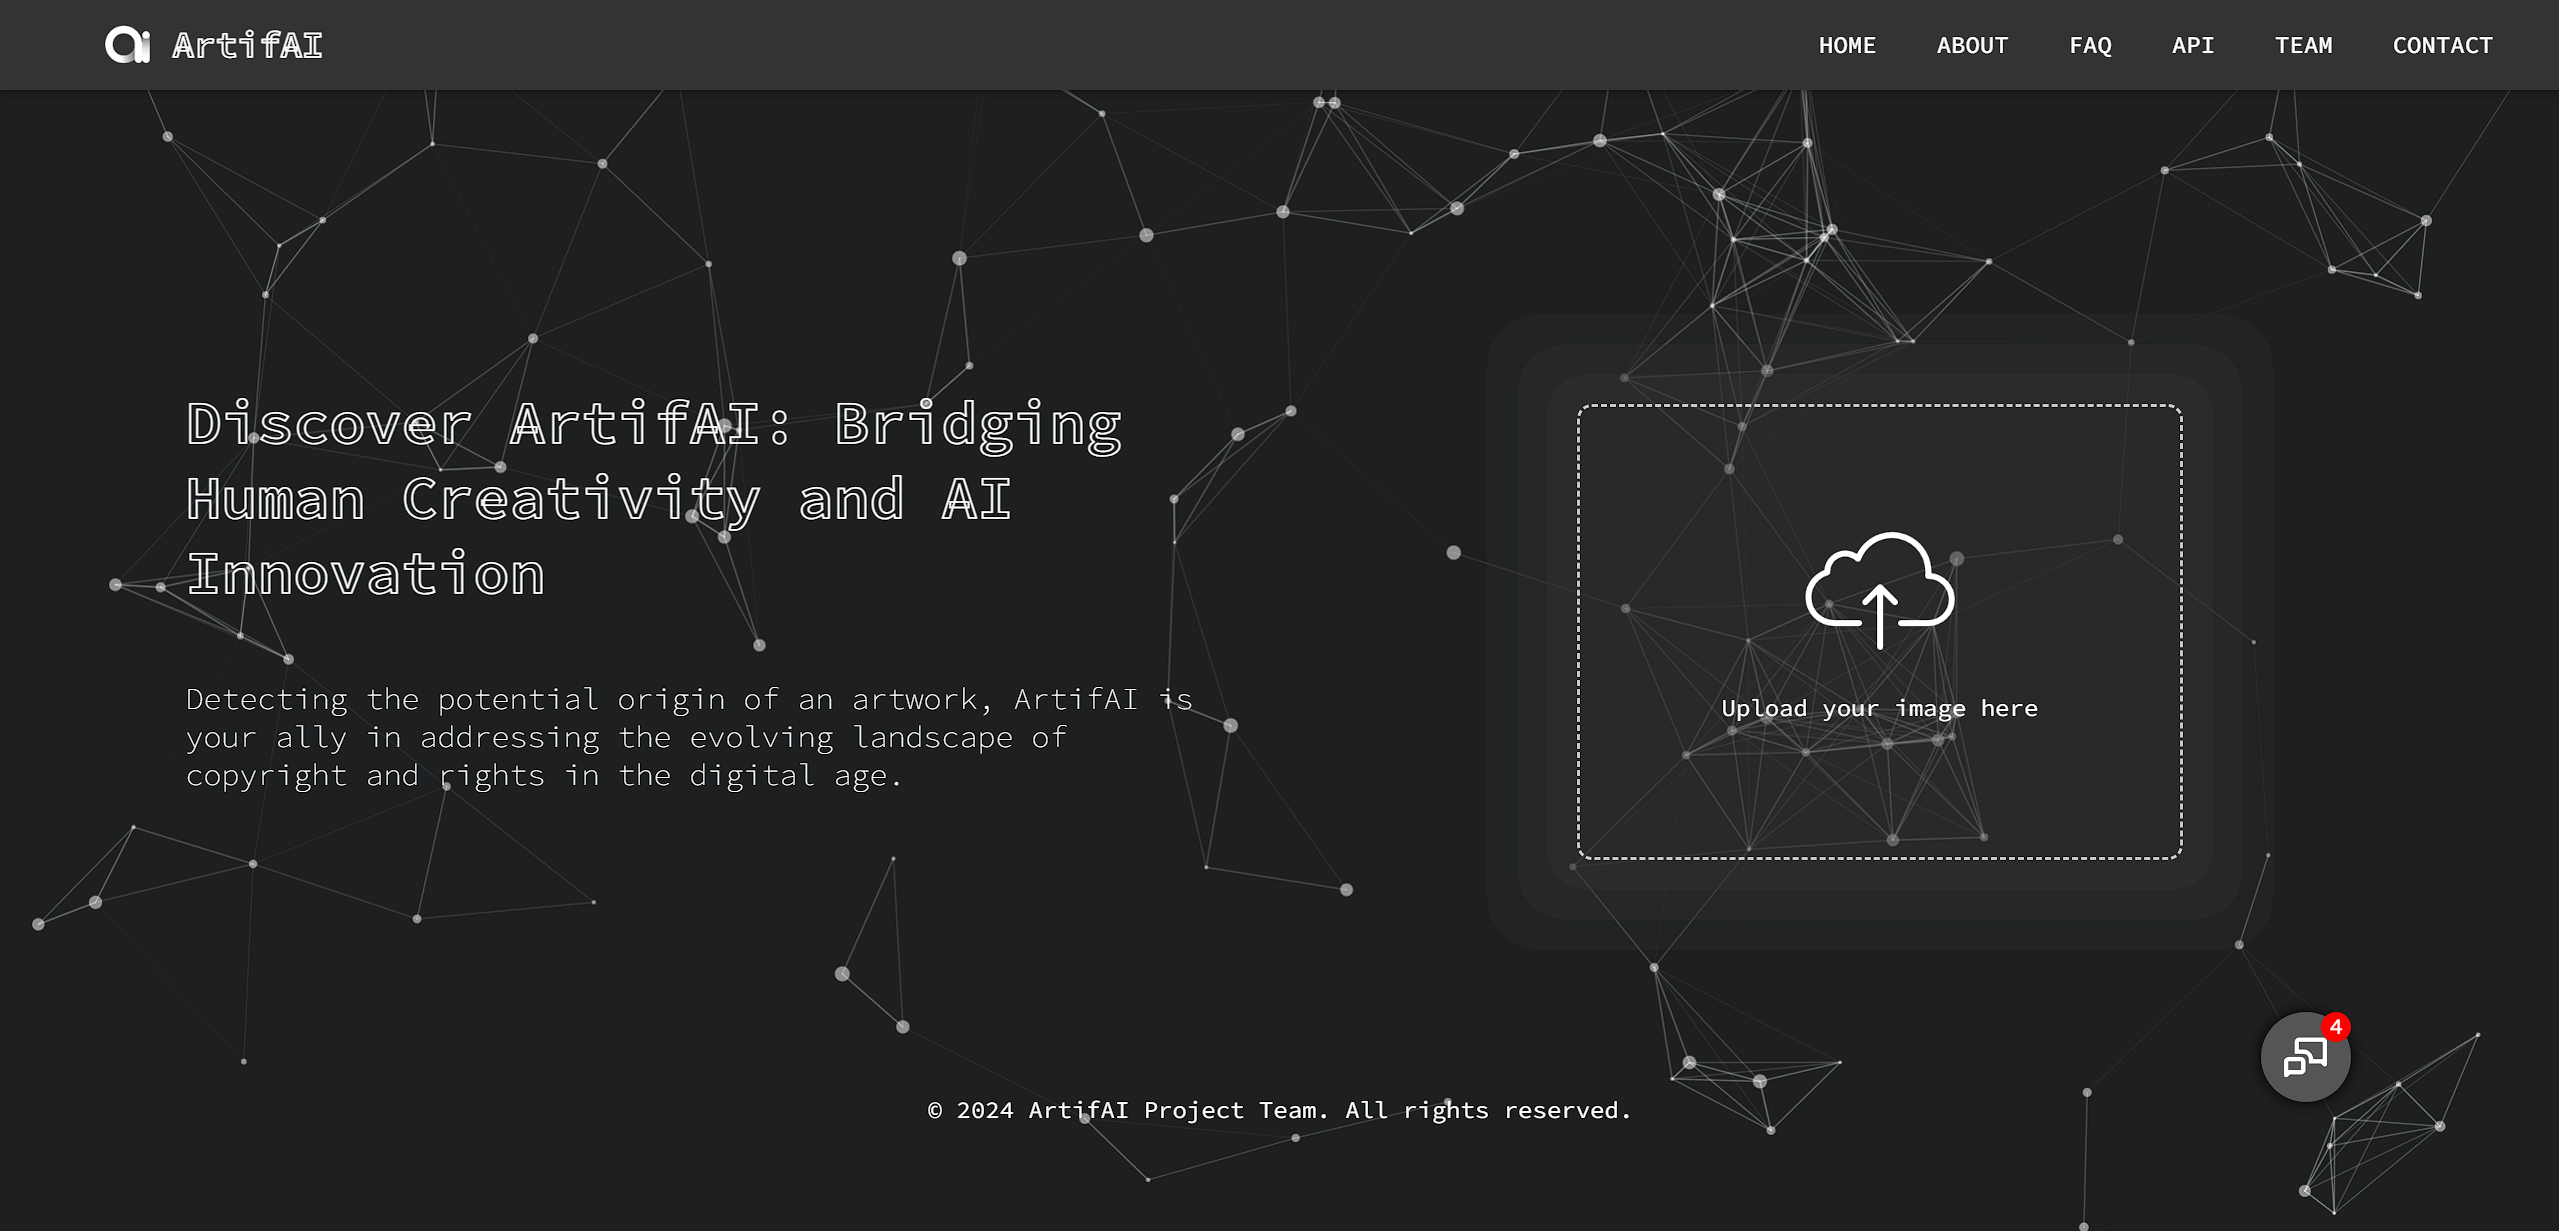 ai ArtifAI
HOME ABOUT FAQ API TEAM CONTACT
Discover ArtifAI: Bridging
Human Creativity and AI
Innovation
Detecting the potential origin of an artwork, ArtifAI is
your ally in addressing the evolving landscape of
copyright and rights in the digital age.
Upload your image here
4
© 2024 ArtifAI Project Team. All rights reserved.